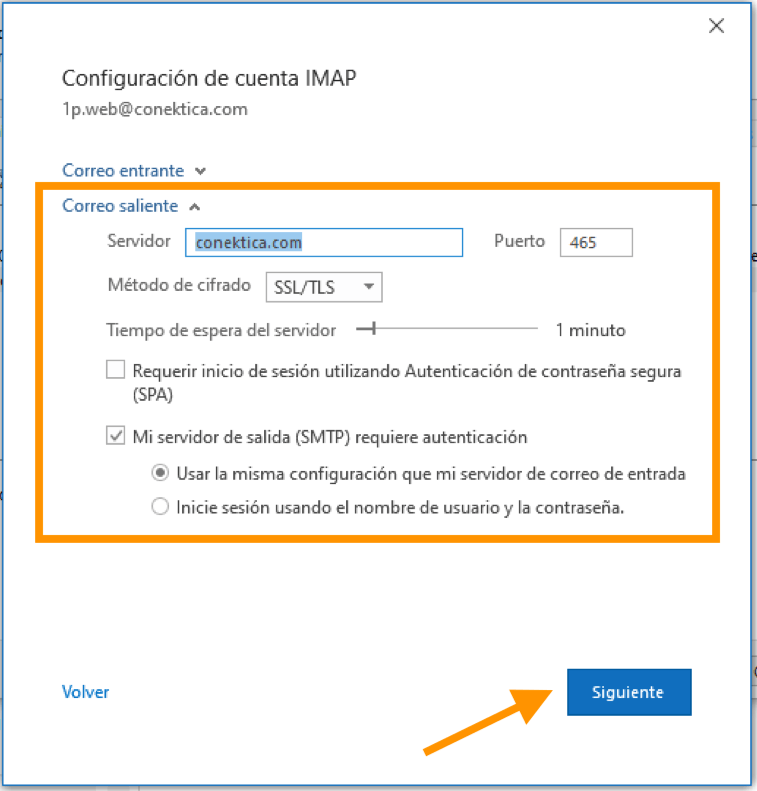 Configuración de cuenta IMAP
1p.web@conektica.com
Correo entrante
Correo saliente
Servidor conektica.com Puerto 465
Método de cifrado SSL/TLS
Tiempo de espera del servidor 1 minuto
Requerir inicio de sesión utilizando Autenticación de contraseña segura
(SPA)
Mi servidor de salida (SMTP) requiere autenticación
Usar la misma configuración que mi servidor de correo de entrada
Inicie sesión usando el nombre de usuario y la contraseña.
Volver Siguiente